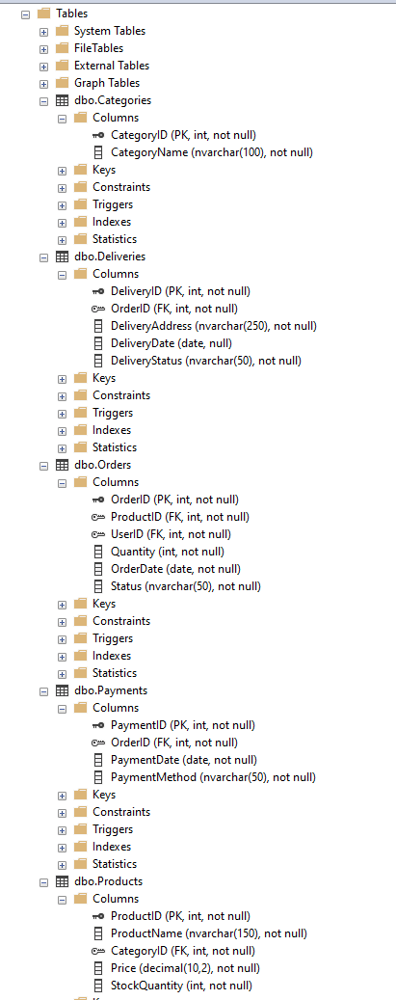 Tables
System Tables
FileTables
External Tables
Graph Tables
dbo.Categories
Columns
CategoryID (PK, int, not null)
CategoryName (nvarchar(100), not null)
Keys
Constraints
Triggers
Indexes
Statistics
dbo.Deliveries
Columns
DeliveryID (PK, int, not null)
OrderID (FK, int, not null)
DeliveryAddress (nvarchar(250), not null)
DeliveryDate (date, null)
DeliveryStatus (nvarchar(50), not null)
Keys
Constraints
Triggers
Indexes
Statistics
dbo.Orders
Columns
OrderID (PK, int, not null)
ProductID (FK, int, not null)
UserID (FK, int, not null)
Quantity (int, not null)
OrderDate (date, not null)
Status (nvarchar(50), not null)
Keys
Constraints
Triggers
Indexes
Statistics
dbo.Payments
Columns
PaymentID (PK, int, not null)
OrderID (FK, int, not null)
PaymentDate (date, not null)
PaymentMethod (nvarchar(50), not null)
Keys
Constraints
Triggers
Indexes
Statistics
dbo.Products
Columns
ProductID (PK, int, not null)
ProductName (nvarchar(150), not null)
CategoryID (FK, int, not null)
Price (decimal(10,2), not null)
StockQuantity (int, not null)